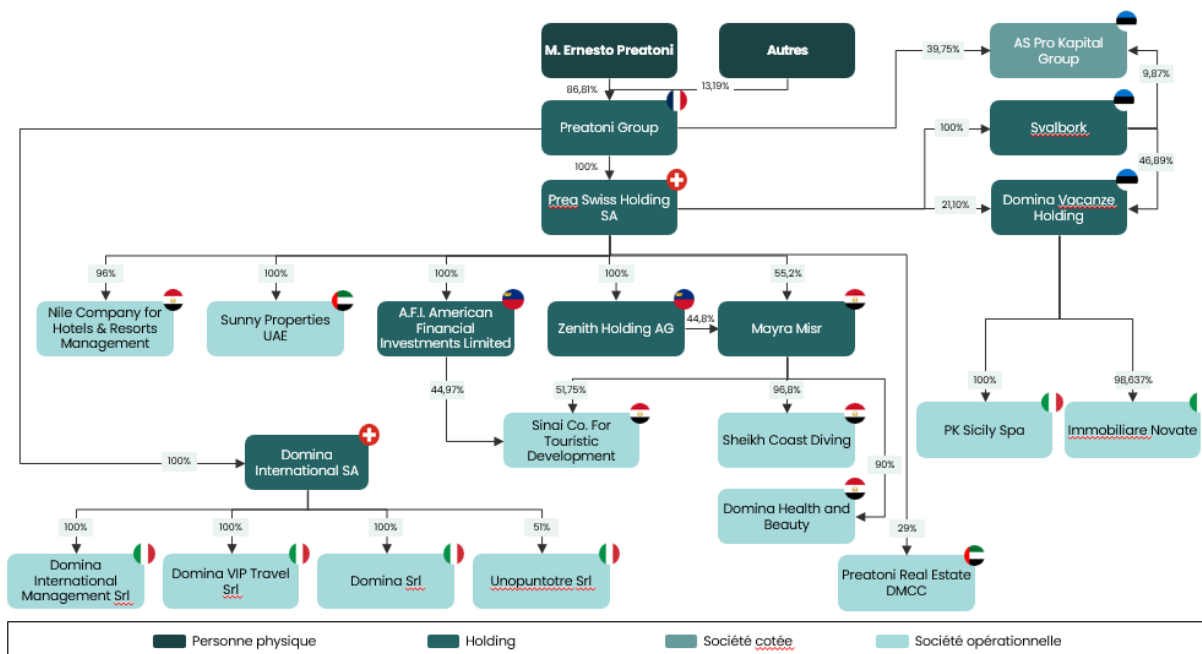 M. Ernesto Preatoni
Autres
AS Pro Kapital
Group
39,75%
9,87%
86,81%
13,19%
Preatoni Group
100%
Svalbork
100%
46,89%
Prea Swiss Holding
SA
21,10%
Domina Vacanze
Holding
96%
100%
100%
100%
55,2%
Nile Company for
Hotels & Resorts
Management
Sunny Properties
UAE
A.F.I. American
Financial
Investments Limited
Zenith Holding AG
44,8%
Mayra Misr
44,97%
51,75%
96,8%
100%
98,637%
Sinai Co. For
Touristic
Development
Sheikh Coast Diving
PK Sicily Spa
Immobiliare Novate
100%
Domina
International SA
90%
Domina Health and
Beauty
100%
100%
100%
51%
29%
Domina
International
Management Srl
Domina VIP Travel
Srl
Domina Srl
Unopuntotre Srl
Preatoni Real Estate
DMCC
Personne physique
Holding
Société cotée
Société opérationnelle